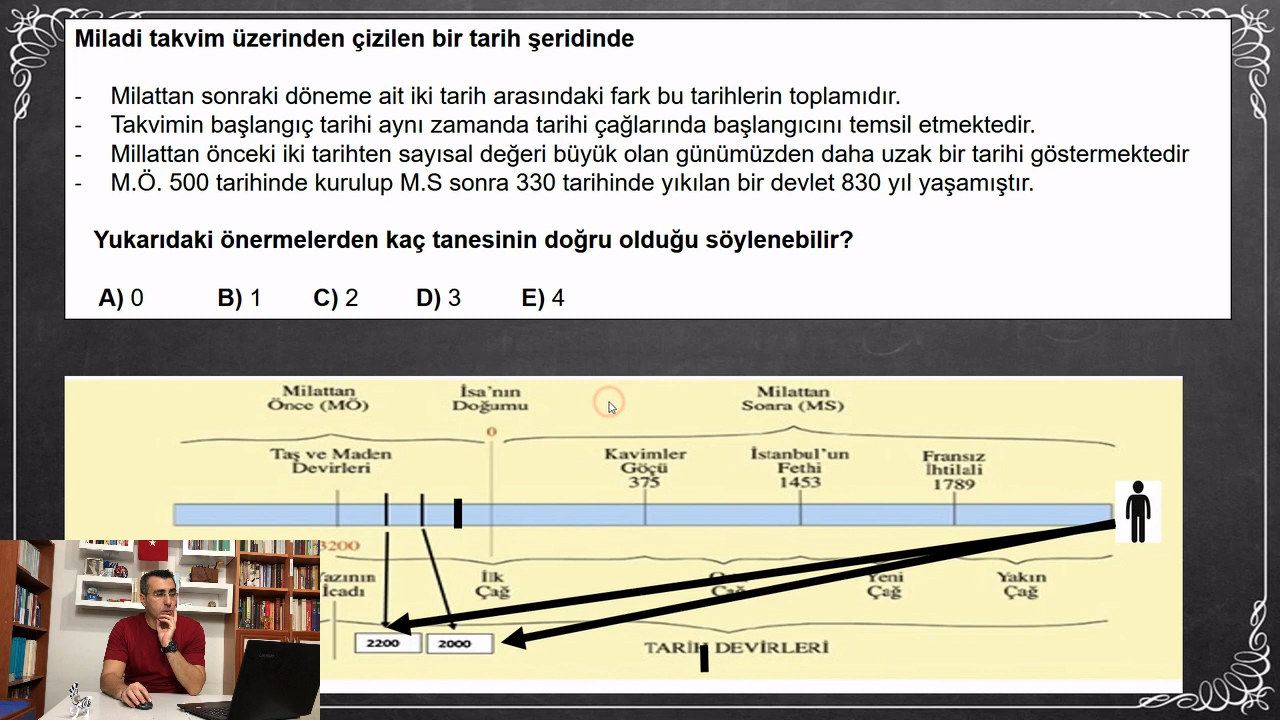 Miladi takvim üzerinden çizilen bir tarih şeridinde
- Milattan sonraki döneme ait iki tarih arasındaki fark bu tarihlerin toplamıdır.
- Takvimin başlangıç tarihi aynı zamanda tarihi çağlarında başlangıcını temsil etmektedir.
- Millattan önceki iki tarihten sayısal değeri büyük olan günümüzden daha uzak bir tarihi göstermektedir
- M.Ö. 500 tarihinde kurulup M.S sonra 330 tarihinde yıkılan bir devlet 830 yıl yaşamıştır.
Yukarıdaki önermelerden kaç tanesinin doğru olduğu söylenebilir?
A) 0 B) 1 C) 2 D) 3 E) 4
Milattan
Önce (MÖ)
İsa'nın
Doğumu
Milattan
Sonra (MS)
0
Taş ve Maden
Devirleri
Kavimler
Göçü
375
İstanbul'un
Fethi
1453
Fransız
İhtilali
1789
3200
Yazının
İcadı
İlk
Çağ
Çağ
Yeni
Çağ
Yakın
Çağ
2200
2000
TARİH DEVİRLERİ